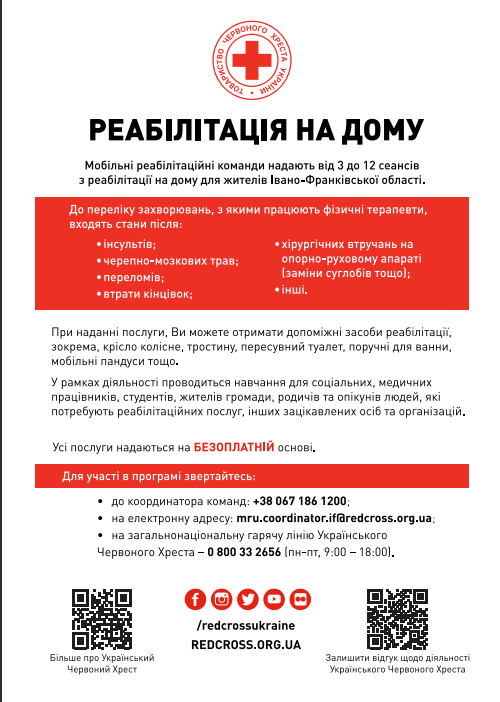 ТОВАРИСТВО ЧЕРВОНОГО ХРЕСТА УКРАЇНИ
РЕАБІЛІТАЦІЯ НА ДОМУ
Мобільні реабілітаційні команди надають від 3 до 12 сеансів
з реабілітації на дому для жителів Івано-Франківської області.
До переліку захворювань, з якими працюють фізичні терапевти,
входять стани після:
• інсультів;
• черепно-мозкових трав;
• переломів;
• втрати кінцівок;
• хірургічних втручань на
опорно-руховому апараті
(заміни суглобів тощо);
• інші.
При наданні послуги, Ви можете отримати допоміжні засоби реабілітації,
зокрема, крісло колісне, тростину, пересувний туалет, поручні для ванни,
мобільні пандуси тощо.
У рамках діяльності проводиться навчання для соціальних, медичних
працівників, студентів, жителів громади, родичів та опікунів людей, які
потребують реабілітаційних послуг, інших зацікавлених осіб та організацій.
Усі послуги надаються на БЕЗОПЛАТНІЙ основі.
Для участі в програмі звертайтесь:
• до координатора команд: +38 067 186 1200;
• на електронну адресу: mru.coordinator.if@redcross.org.ua;
• на загальнонаціональну гарячу лінію Українського
Червоного Хреста – 0 800 33 2656 (пн-пт, 9:00 – 18:00).
/redcrossukraine
REDCROSS.ORG.UA
Більше про Український
Червоний Хрест
Залишити відгук щодо діяльності
Українського Червоного Хреста